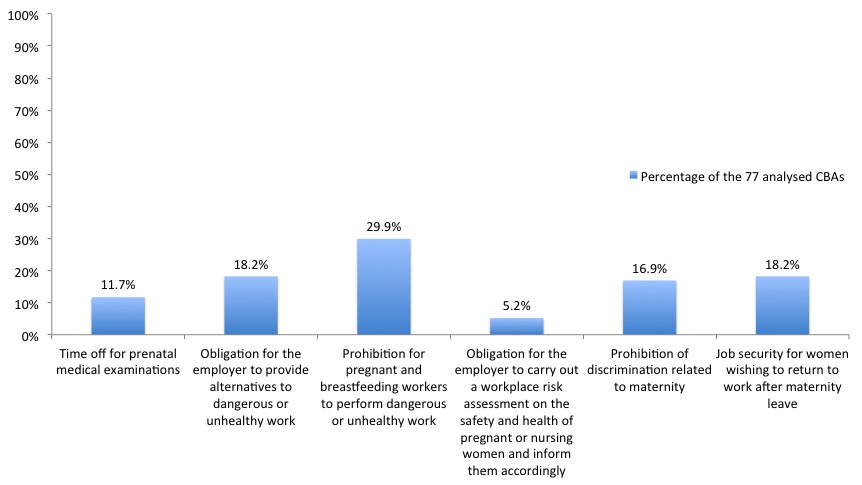 100%
90%
80%
70%
60%
50%
40%
30%
20%
10%
0%
Percentage of the 77 analysed CBAs
11.7%
18.2%
29.9%
5.2%
16.9%
18.2%
Time off for prenatal
medical examinations
Obligation for the
employer to provide
alternatives to
dangerous or
unhealthy work
Prohibition for
pregnant and
breastfeeding workers
to perform dangerous
or unhealthy work
Obligation for the
employer to carry out
a workplace risk
assessment on the
safety and health of
pregnant or nursing
women and inform
them accordingly
Prohibition of
discrimination related
to maternity
Job security for women
wishing to return to
work after maternity
leave